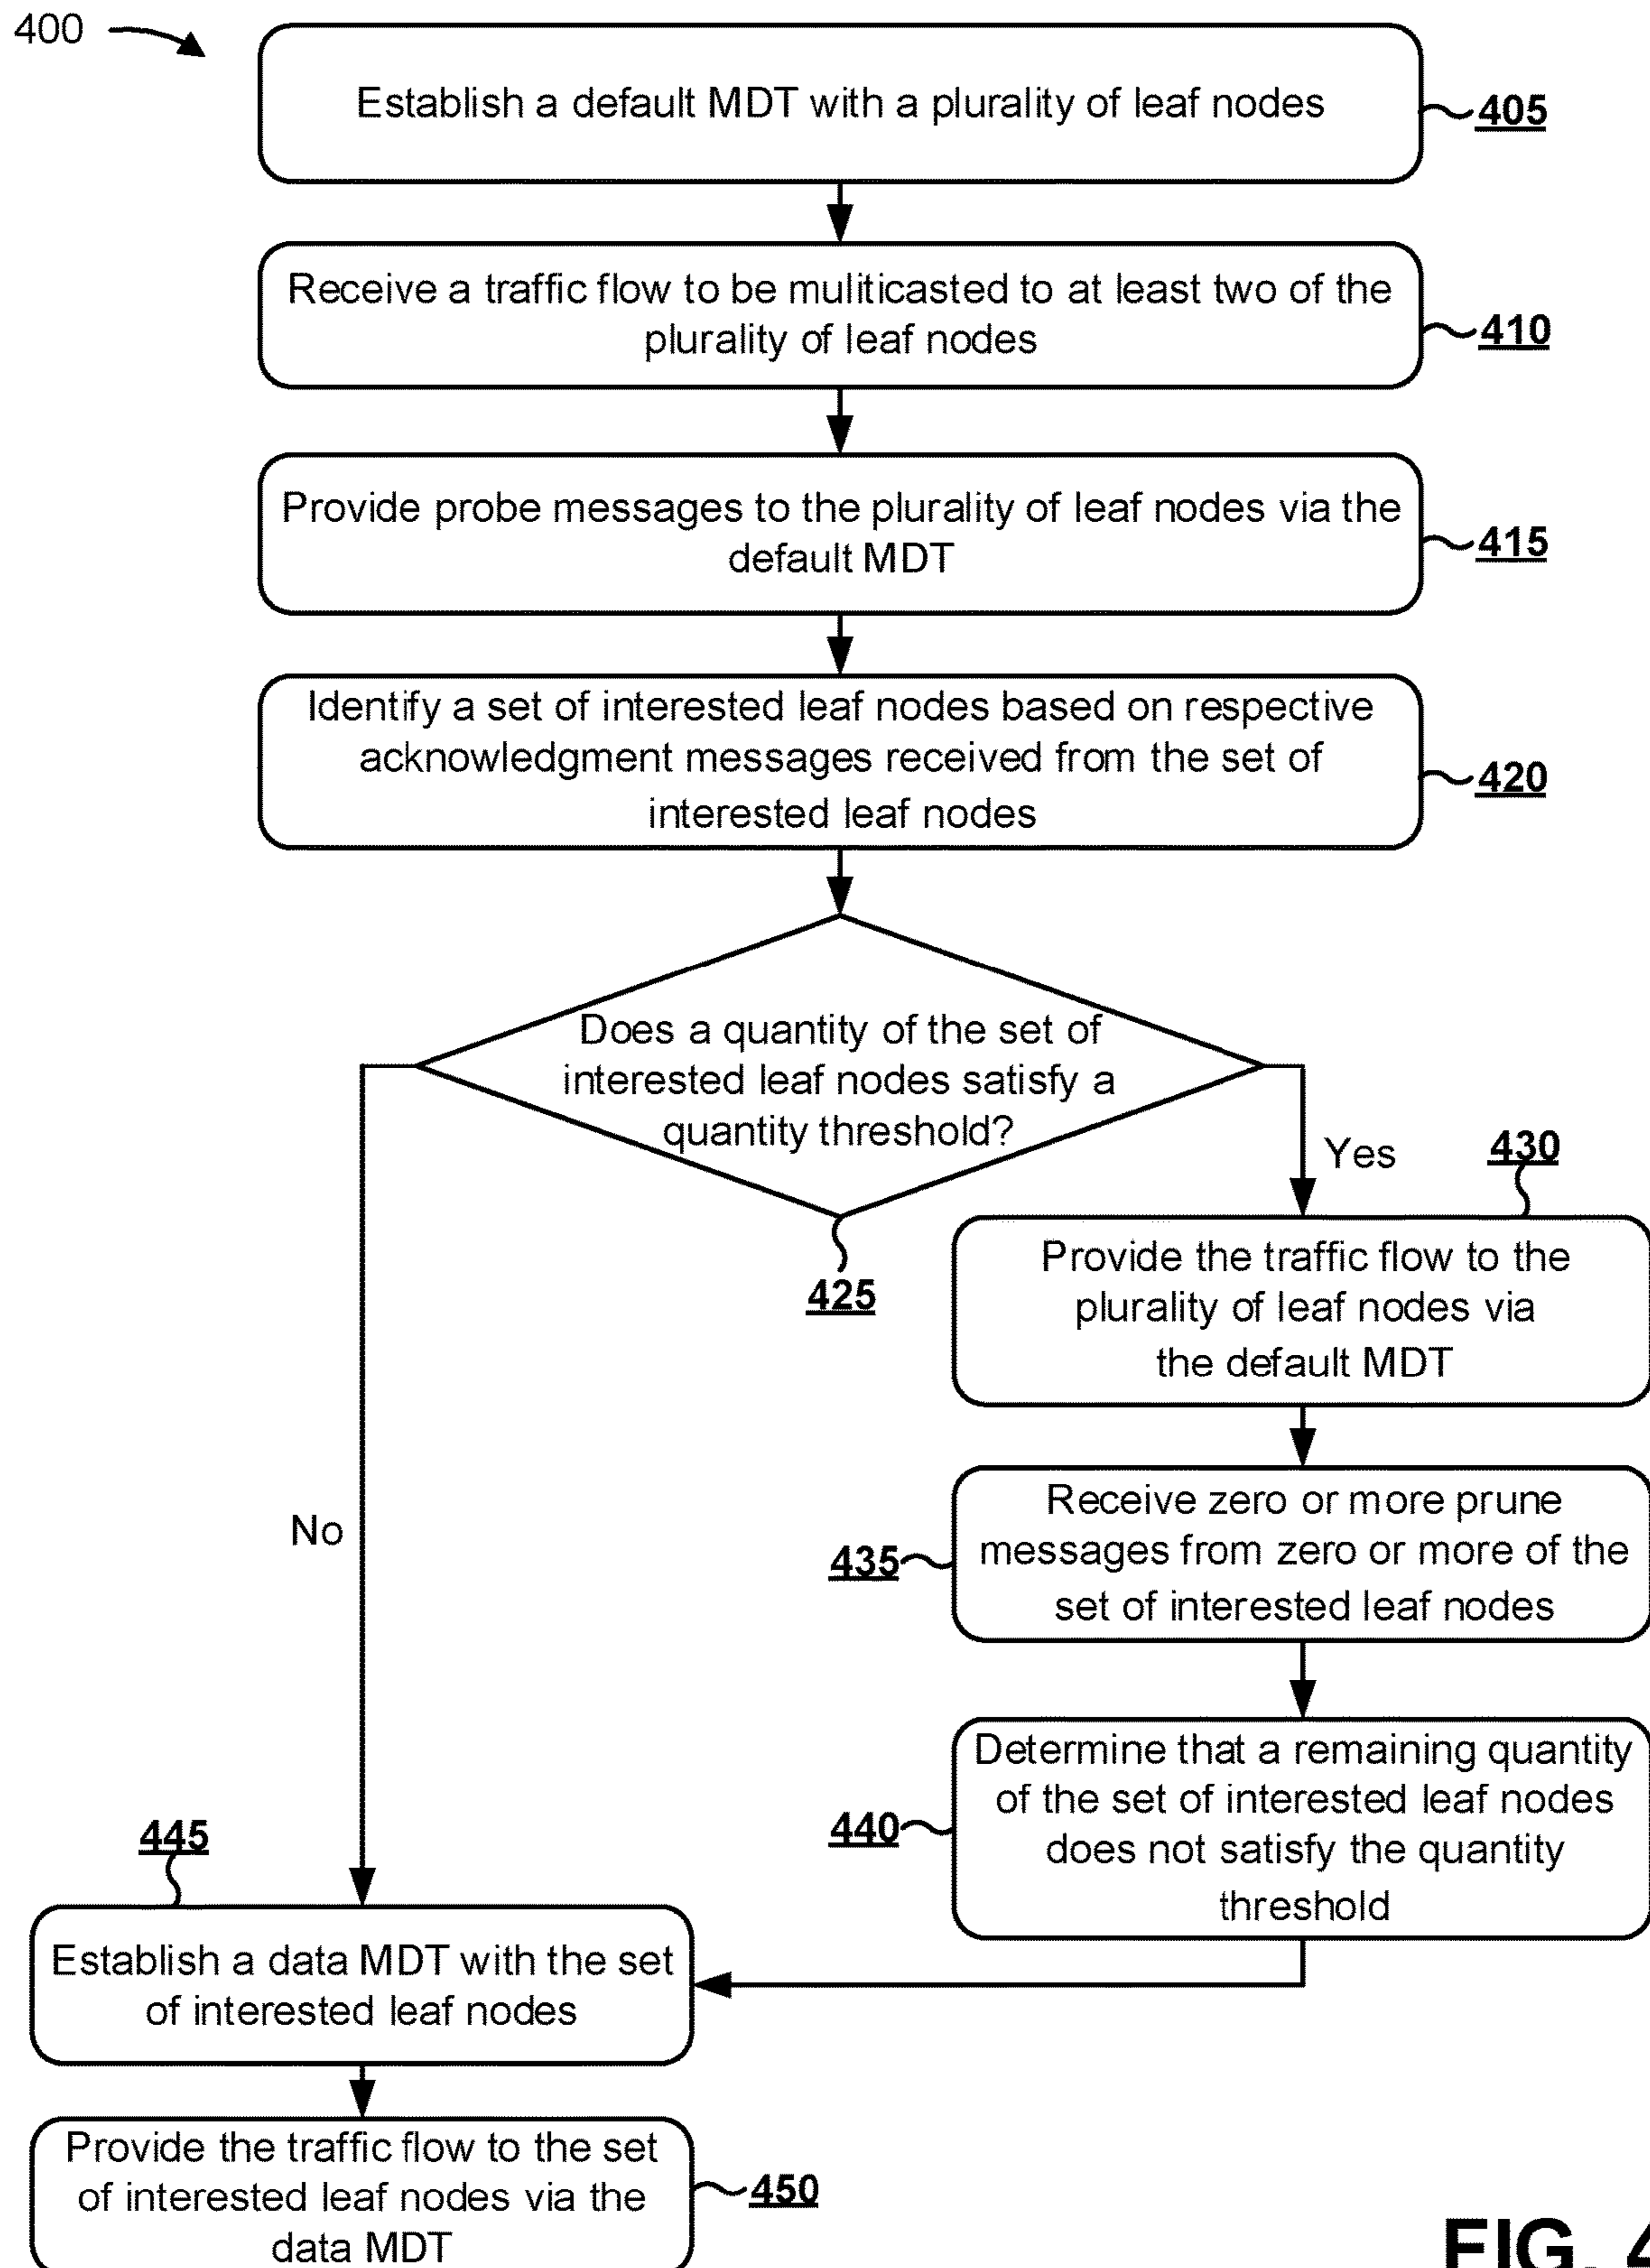 400
Establish a default MDT with a plurality of leaf nodes
405
Receive a traffic flow to be muliticasted to at least two of the
plurality of leaf nodes
410
Provide probe messages to the plurality of leaf nodes via the
default MDT
415
Identify a set of interested leaf nodes based on respective
acknowledgment messages received from the set of
interested leaf nodes
420
Does a quantity of the set of
interested leaf nodes satisfy a
quantity threshold?
425
Yes
430
Provide the traffic flow to the
plurality of leaf nodes via
the default MDT
Receive zero or more prune
messages from zero or more of the
set of interested leaf nodes
435
Determine that a remaining quantity
of the set of interested leaf nodes
does not satisfy the quantity
threshold
440
No
445
Establish a data MDT with the set
of interested leaf nodes
Provide the traffic flow to the set
of interested leaf nodes via the
data MDT
450
FIG. 4